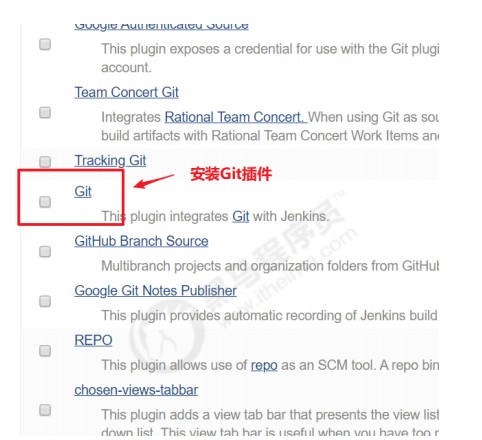 Google Authenticated Source
This plugin exposes a credential for use with the Git plugi
account.
Team Concert Git
Integrates Rational Team Concert. When using Git as sou
build artifacts with Rational Team Concert Work Items an
Tracking Git
Git
安装Git插件
This plugin integrates Git with Jenkins.
GitHub Branch Source
Multibranch projects and organization folders from GitHub
Google Git Notes Publisher
This plugin provides automatic recording of Jenkins build
REPO
This plugin allows use of repo as an SCM tool. A repo bin
chosen-views-tabbar
This plugin adds a view tab bar that presents the view list
down list. This view tab bar is useful when you have too r
黑马程序员™
www.itheima.com